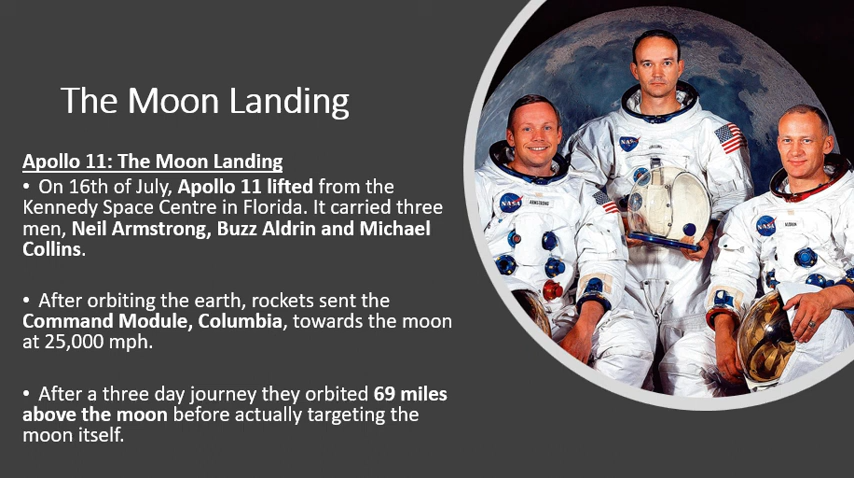 The Moon Landing
Apollo 11: The Moon Landing
• On 16th of July, Apollo 11 lifted from the
Kennedy Space Centre in Florida. It carried three
men, Neil Armstrong, Buzz Aldrin and Michael
Collins.
• After orbiting the earth, rockets sent the
Command Module, Columbia, towards the moon
at 25,000 mph.
• After a three day journey they orbited 69 miles
above the moon before actually targeting the
moon itself.
NASA
NASA
ARMSTRONG
NASA
ALDRIN